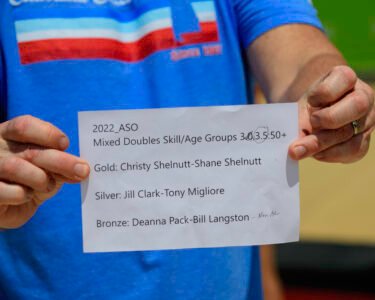 2022_ASO
Mixed Doubles Skill/Age Groups 3.0,3.5:50+
Gold: Christy Shelnutt-Shane Shelnutt
Silver: Jill Clark-Tony Migliore
Bronze: Deanna Pack-Bill Langston